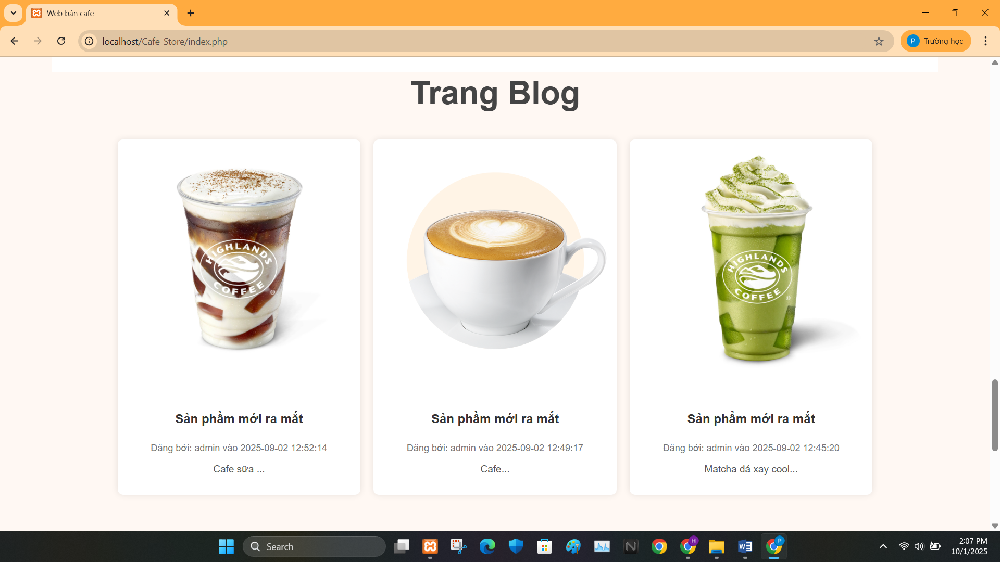 Web bán cafe
localhost/Cafe_Store/index.php
P Trường học
Trang Blog
HIGHLANDS COFFEE ®
HIGHLANDS COFFEE ®
Sản phầm mới ra mắt
Sản phầm mới ra mắt
Sản phẩm mới ra mắt
Đăng bởi: admin vào 2025-09-02 12:52:14
Đăng bởi: admin vào 2025-09-02 12:49:17
Đăng bởi: admin vào 2025-09-02 12:45:20
Cafe sữa ...
Cafe...
Matcha đá xay cool...
Search
N
H
W
P
2:07 PM
10/1/2025